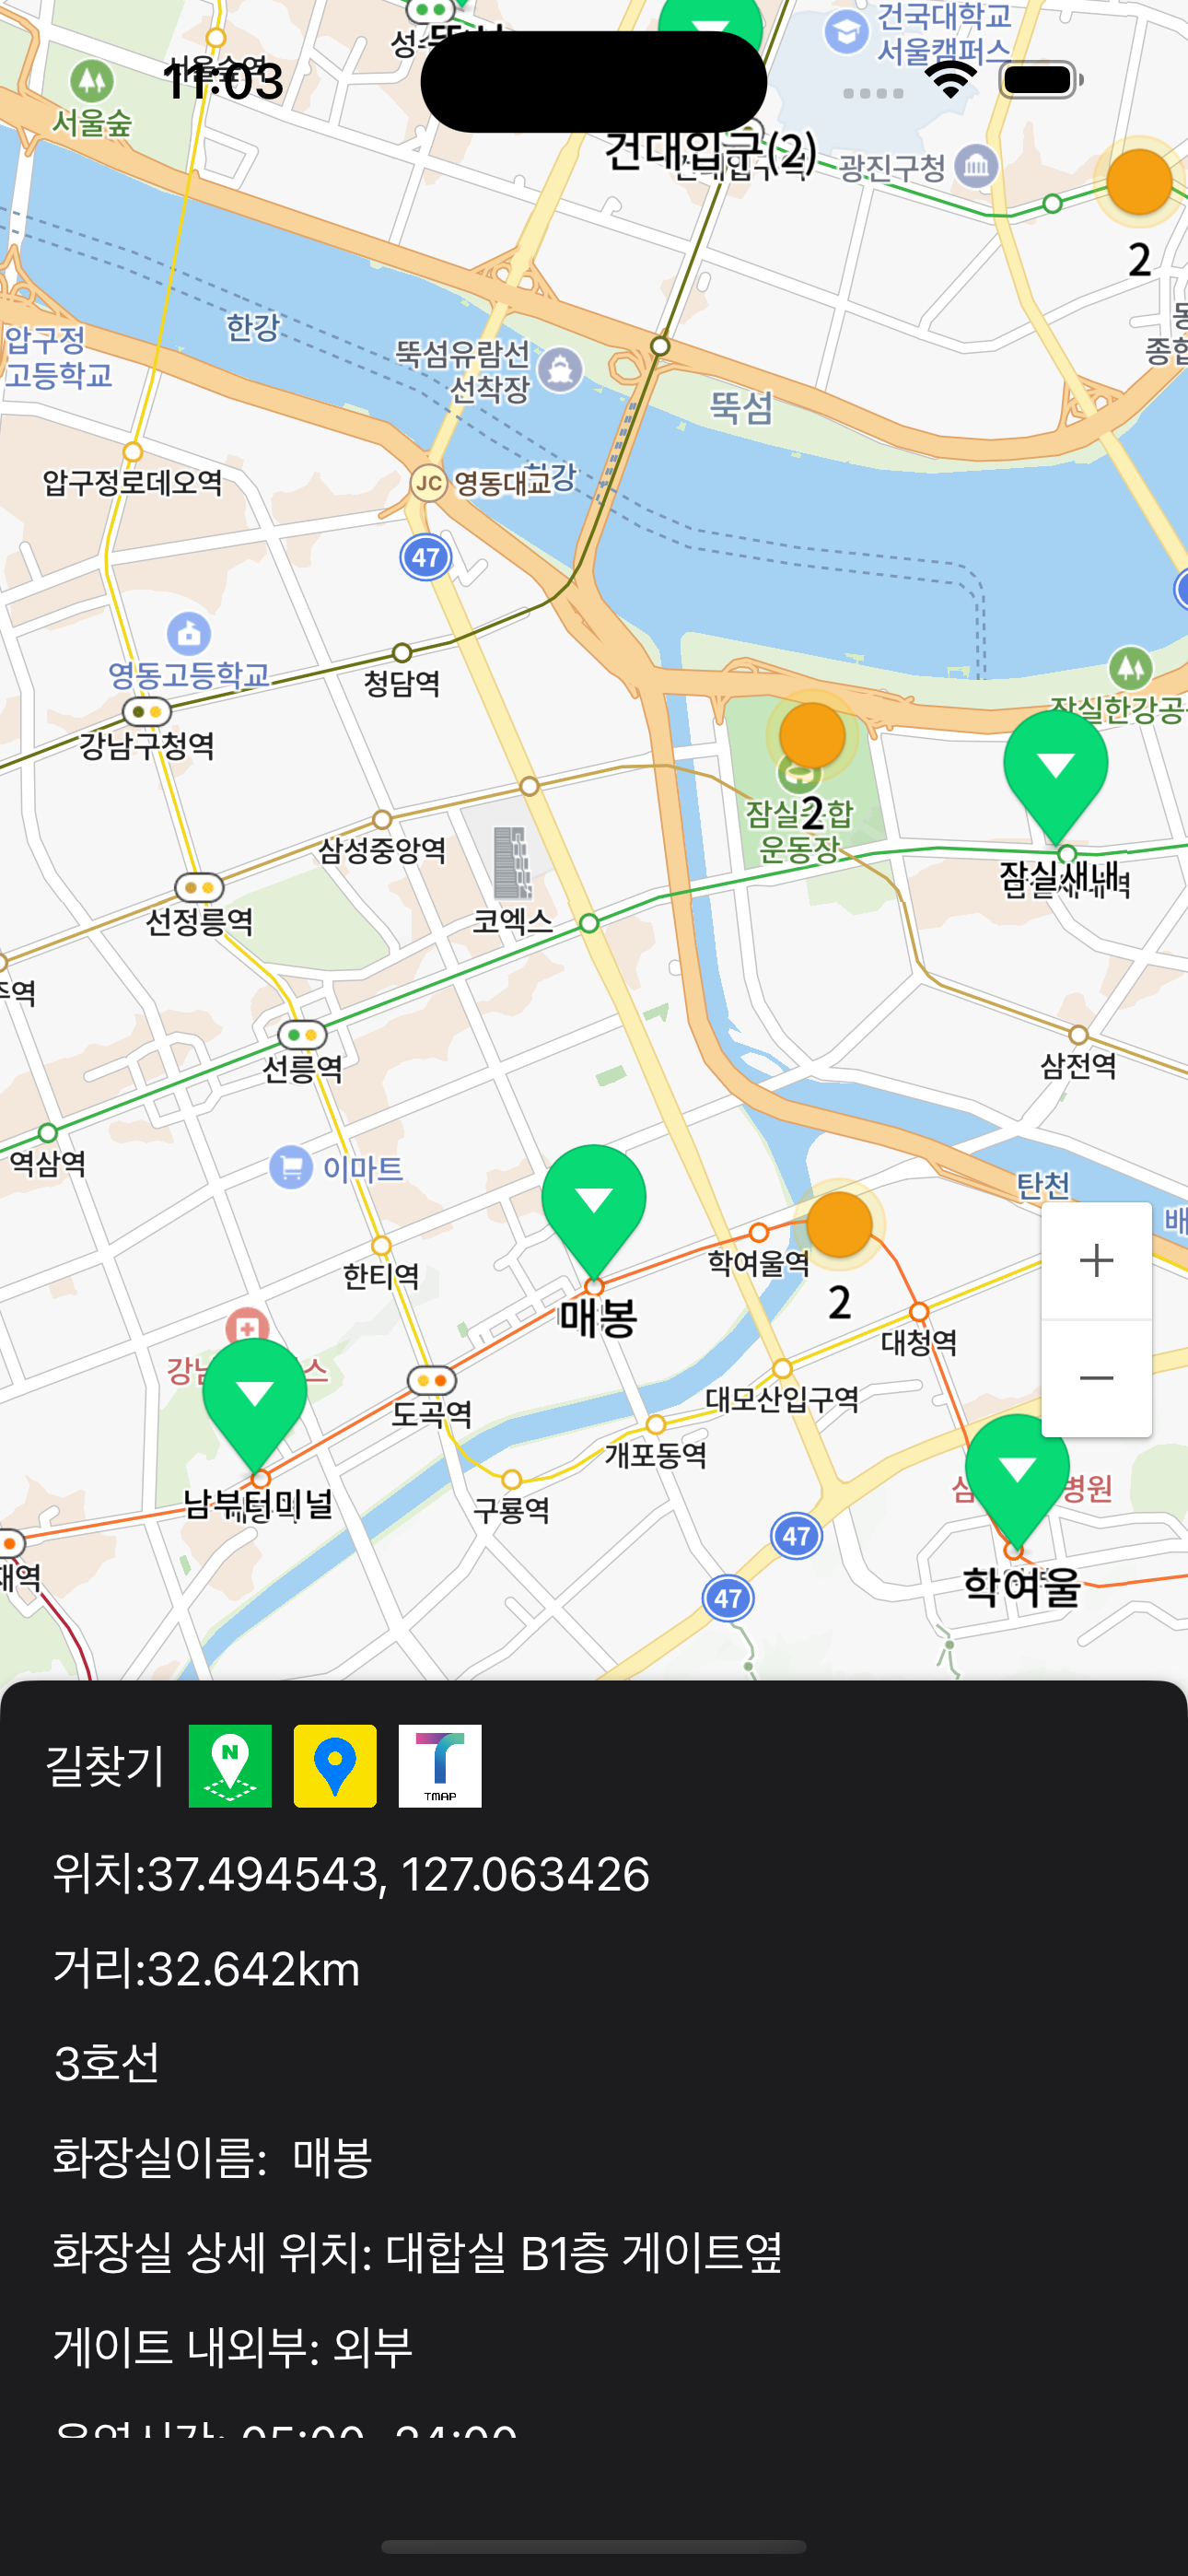 건국대학교
서울캠퍼스
11:03
서울숲
건대입구(2)
광진구청
2
한강
압구정
고등학교
뚝섬유람선
선착장
뚝섬
압구정로데오역
JC 영동대교
한강
47
영동고등학교
청담역
강남구청역
잠실한강공
2
운동장
잠실새내
삼성중앙역
선정릉역
코엑스
선릉역
삼전역
역삼역
이마트
탄천
한티역
학여울역
매봉
2
대청역
도곡역
대모산입구역
개포동역
남부터미널
구룡역
병원
47
47
학여울
길찾기
N
TMAP
위치:37.494543, 127.063426
거리:32.642km
3호선
화장실이름: 매봉
화장실 상세 위치: 대합실 B1층 게이트옆
게이트 내외부: 외부